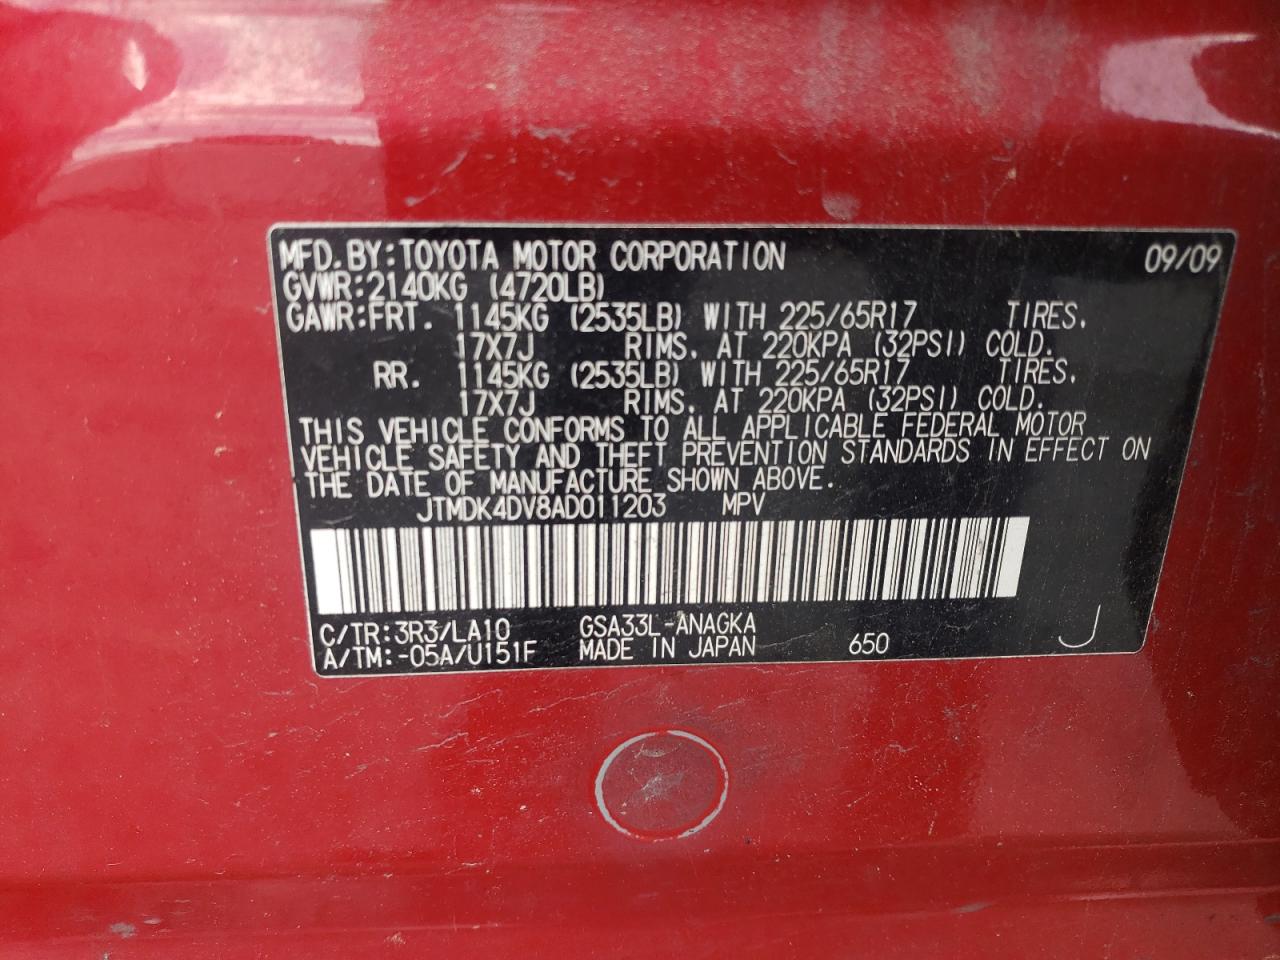 MFD. BY: TOYOTA MOTOR CORPORATION 09/09
GVWR: 2140KG (4720LB)
GAWR: FRT. 1145KG (2535LB) WITH 225/65R17 TIRES.
17X7J RIMS. AT 220KPA (32PSI) COLD.
RR. 1145KG (2535LB) WITH 225/65R17 TIRES.
17X7J RIMS. AT 220KPA (32PSI) COLD.
THIS VEHICLE CONFORMS TO ALL APPLICABLE FEDERAL MOTOR
VEHICLE SAFETY AND THEFT PREVENTION STANDARDS IN EFFECT ON
THE DATE OF MANUFACTURE SHOWN ABOVE.
JTMDK4DV8AD011203 MPV
C/TR: 3R3/LA10 GSA33L-ANAGKA
A/TM: -05A/U151F MADE IN JAPAN 650 J